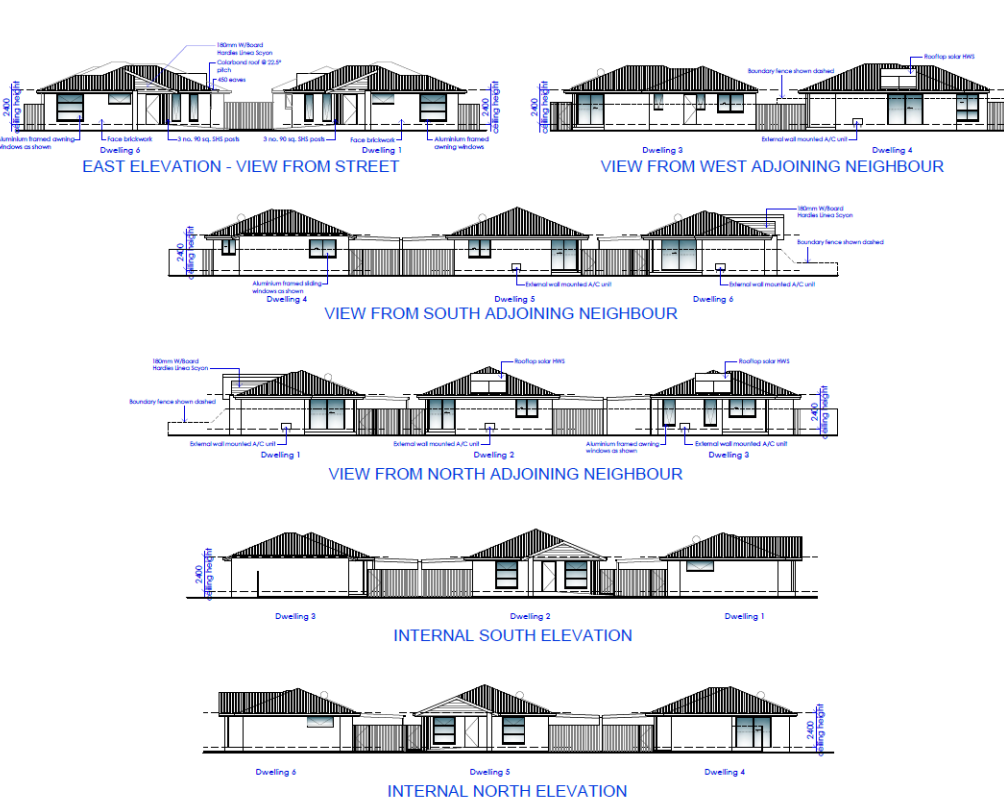 180mm W/Board
Hardies Linea Scyon
Colorbond roof @ 22.5°
pitch
450 eaves
2400
ceiling height
2400
ceiling height
Aluminium framed awning
windows as shown
Face brickwork
3 no. 90 sq. SHS posts
3 no. 90 sq. SHS posts
Face brickwork
Aluminium framed
awning windows
Dwelling 6
Dwelling 1
EAST ELEVATION - VIEW FROM STREET
Rooftop solar HWS
Boundary fence shown dashed
2400
ceiling height
2400
ceiling height
External wall mounted A/C unit
Dwelling 3
Dwelling 4
VIEW FROM WEST ADJOINING NEIGHBOUR
180mm W/Board
Hardies Linea Scyon
Boundary fence shown dashed
2400
ceiling height
Aluminium framed sliding
windows as shown
External wall mounted A/C unit
External wall mounted A/C unit
Dwelling 4
Dwelling 5
Dwelling 6
VIEW FROM SOUTH ADJOINING NEIGHBOUR
180mm W/Board
Hardies Linea Scyon
Rooftop solar HWS
Rooftop solar HWS
Boundary fence shown dashed
2400
ceiling height
External wall mounted A/C unit
External wall mounted A/C unit
Aluminium framed awning
windows as shown
External wall mounted A/C unit
Dwelling 1
Dwelling 2
Dwelling 3
VIEW FROM NORTH ADJOINING NEIGHBOUR
2400
ceiling height
Dwelling 3
Dwelling 2
Dwelling 1
INTERNAL SOUTH ELEVATION
2400
ceiling height
Dwelling 6
Dwelling 5
Dwelling 4
INTERNAL NORTH ELEVATION